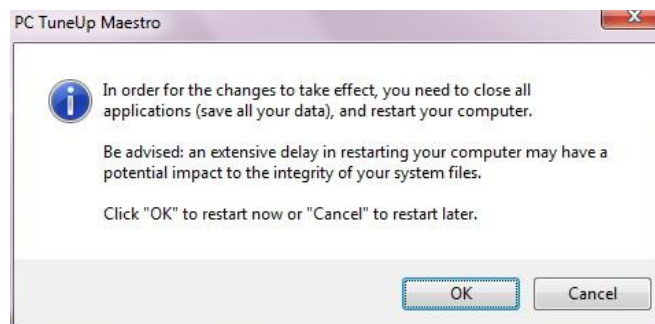 PC TuneUp Maestro
In order for the changes to take effect, you need to close all
applications (save all your data), and restart your computer.
Be advised: an extensive delay in restarting your computer may have a
potential impact to the integrity of your system files.
Click "OK" to restart now or "Cancel" to restart later.
OK
Cancel